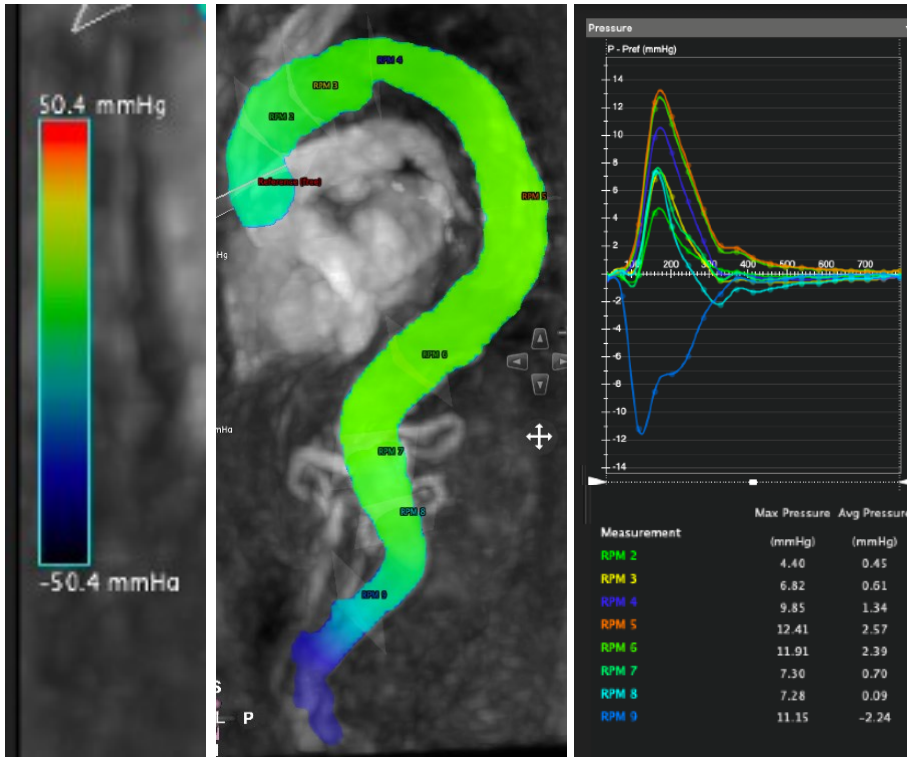 50.4 mmHg
-50.4 mmHg
RPM 4
RPM 3
RPM 2
Reference
RPM 5
Hg
RPM 6
mHg
RPM 7
RPM 8
RPM 9
S
L P
Pressure
P - Pref (mmHg)
14
12
10
8
6
4
2
100 200 300 400 500 600 700
-2
-4
-6
-8
-10
-12
-14
Max Pressure Avg Pressure
Measurement (mmHg) (mmHg)
RPM 2 4.40 0.45
RPM 3 6.82 0.61
RPM 4 9.85 1.34
RPM 5 12.41 2.57
RPM 6 11.91 2.39
RPM 7 7.30 0.70
RPM 8 7.28 0.09
RPM 9 11.15 -2.24